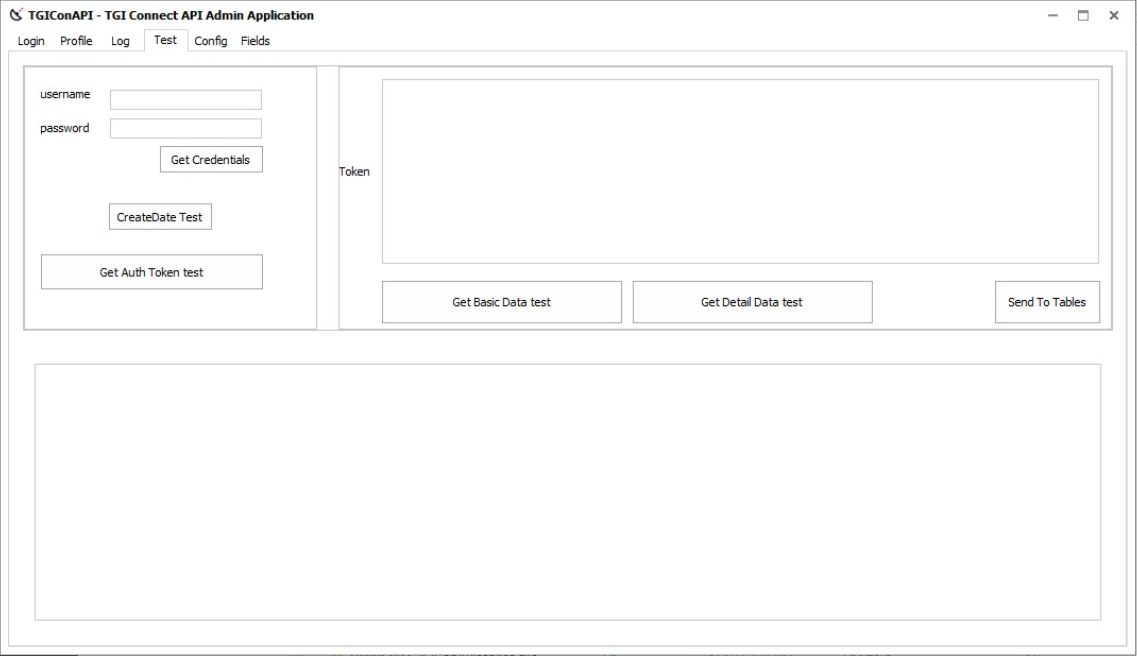 TGIConAPI - TGI Connect API Admin Application
Login Profile Log Test Config Fields
username
password
Get Credentials
Token
CreateDate Test
Get Auth Token test
Get Basic Data test Get Detail Data test Send To Tables